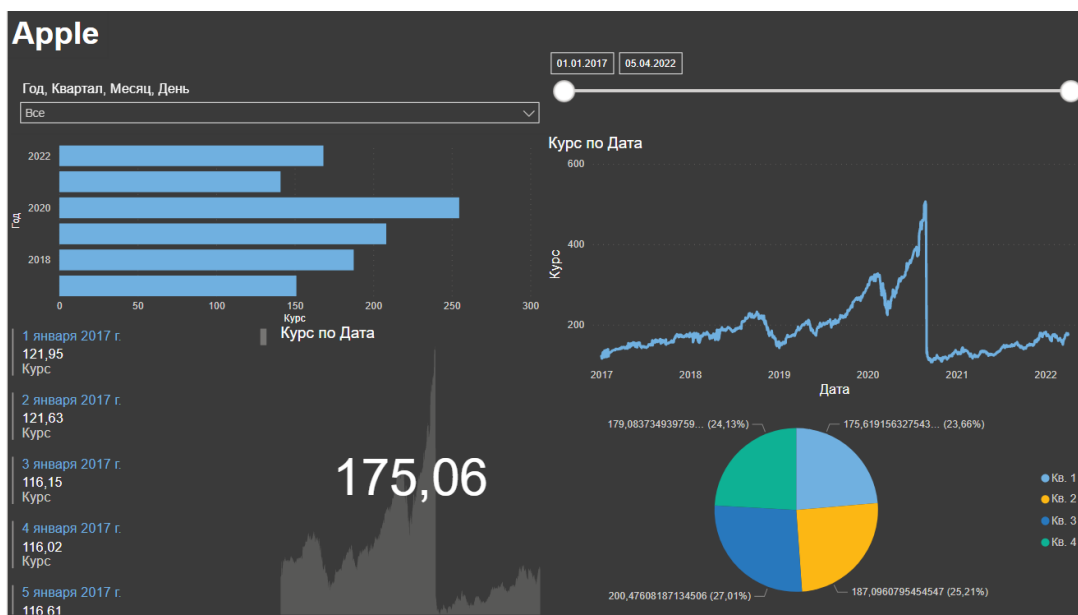 Apple
Год, Квартал, Месяц, День
Все
2022
2020
2018
Год
0 50 100 150 200 250 300
Курс
1 января 2017 г.
121,95
Курс
2 января 2017 г.
121,63
Курс
3 января 2017 г.
116,15
Курс
4 января 2017 г.
116,02
Курс
5 января 2017 г.
116,61
Курс по Дата
175,06
01.01.2017 05.04.2022
Курс по Дата
600
400
200
Курс
2017 2018 2019 2020 2021 2022
Дата
179,083734939759... (24,13%)
175,619156327543... (23,66%)
200,47608187134506 (27,01%)
187,0960795454547 (25,21%)
Кв. 1
Кв. 2
Кв. 3
Кв. 4